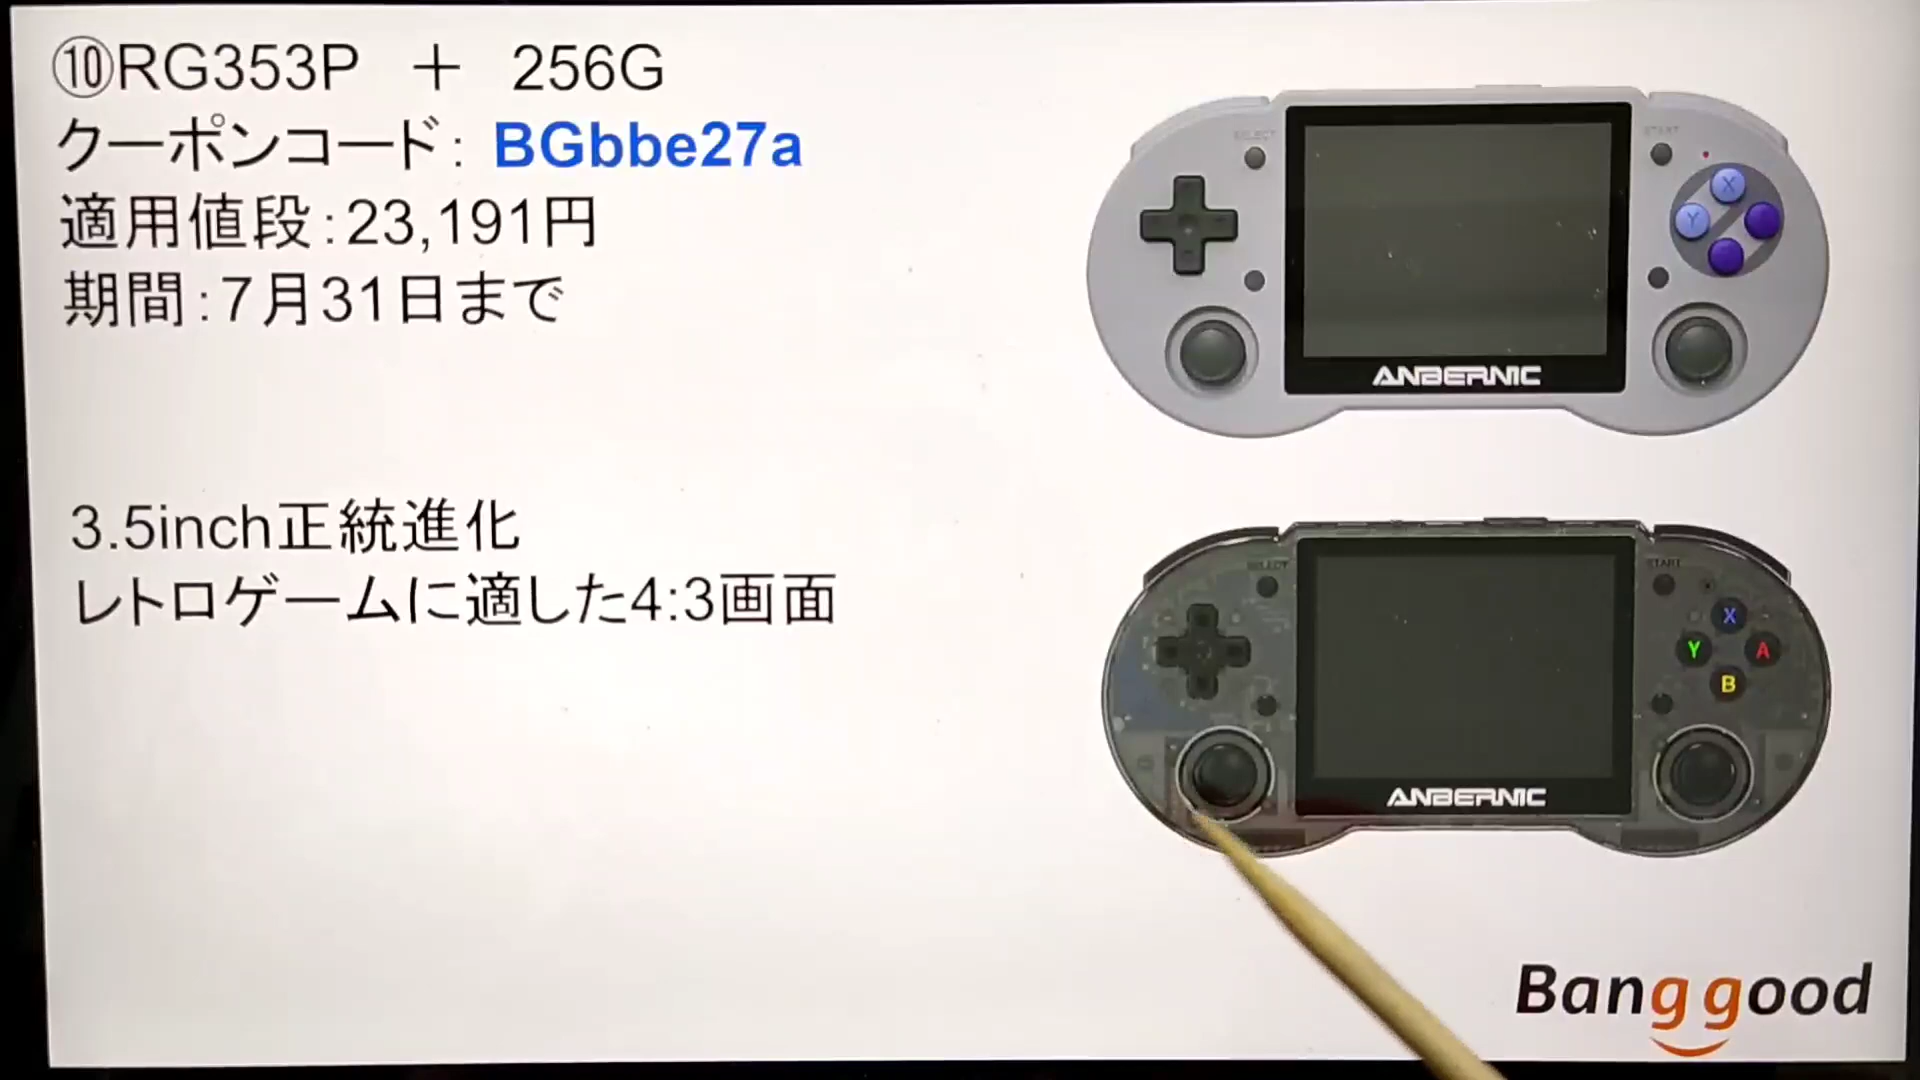 ⑩RG353P ＋ 256G
クーポンコード： BGbbe27a
適用値段：23,191円
期間：7月31日まで
3.5inch正統進化
レトロゲームに適した4:3画面
SELECT
START
X
Y
ANBERNIC
SELECT
START
X
Y
A
B
ANBERNIC
Banggood